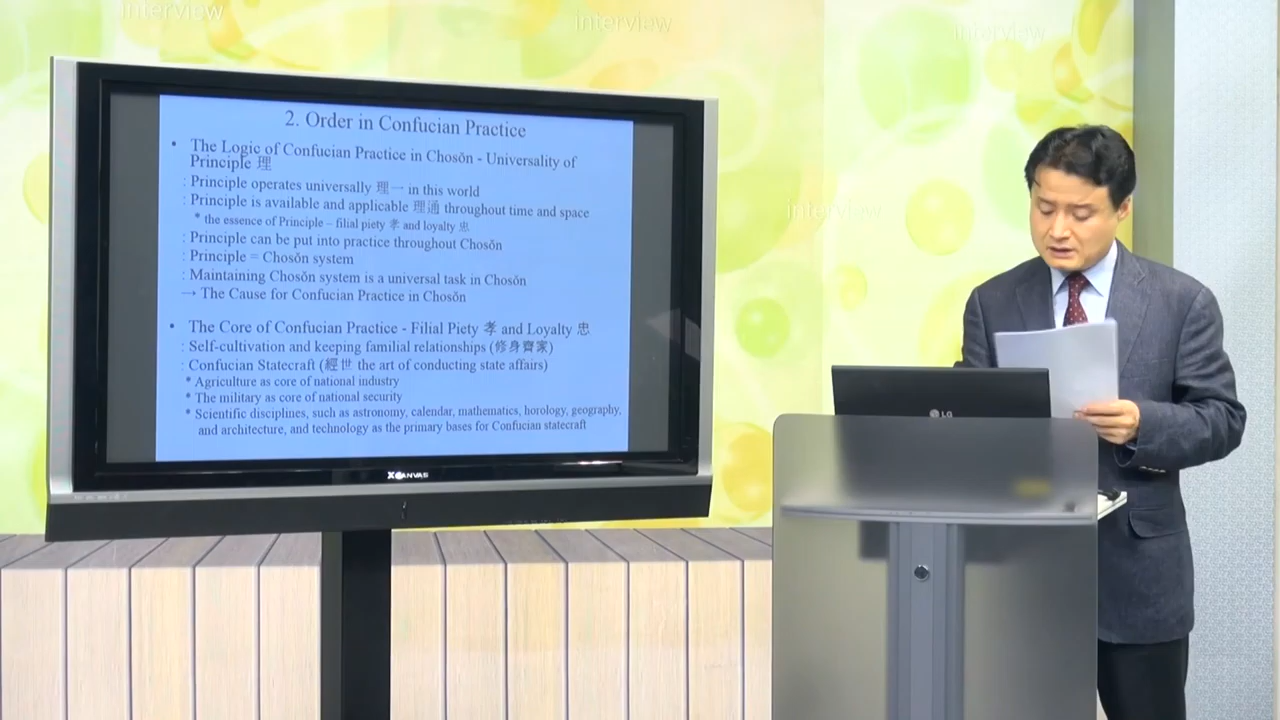 interview
interview
interview
interview
2. Order in Confucian Practice
• The Logic of Confucian Practice in Chosŏn - Universality of
Principle 理
: Principle operates universally 理一 in this world
: Principle is available and applicable 理通 throughout time and space
* the essence of Principle – filial piety 孝 and loyalty 忠
: Principle can be put into practice throughout Chosŏn
: Principle = Chosŏn system
: Maintaining Chosŏn system is a universal task in Chosŏn
→ The Cause for Confucian Practice in Chosŏn
• The Core of Confucian Practice - Filial Piety 孝 and Loyalty 忠
: Self-cultivation and keeping familial relationships (修身齊家)
: Confucian Statecraft (經世 the art of conducting state affairs)
* Agriculture as core of national industry
* The military as core of national security
* Scientific disciplines, such as astronomy, calendar, mathematics, horology, geography,
and architecture, and technology as the primary bases for Confucian statecraft
XCANVAS
LG